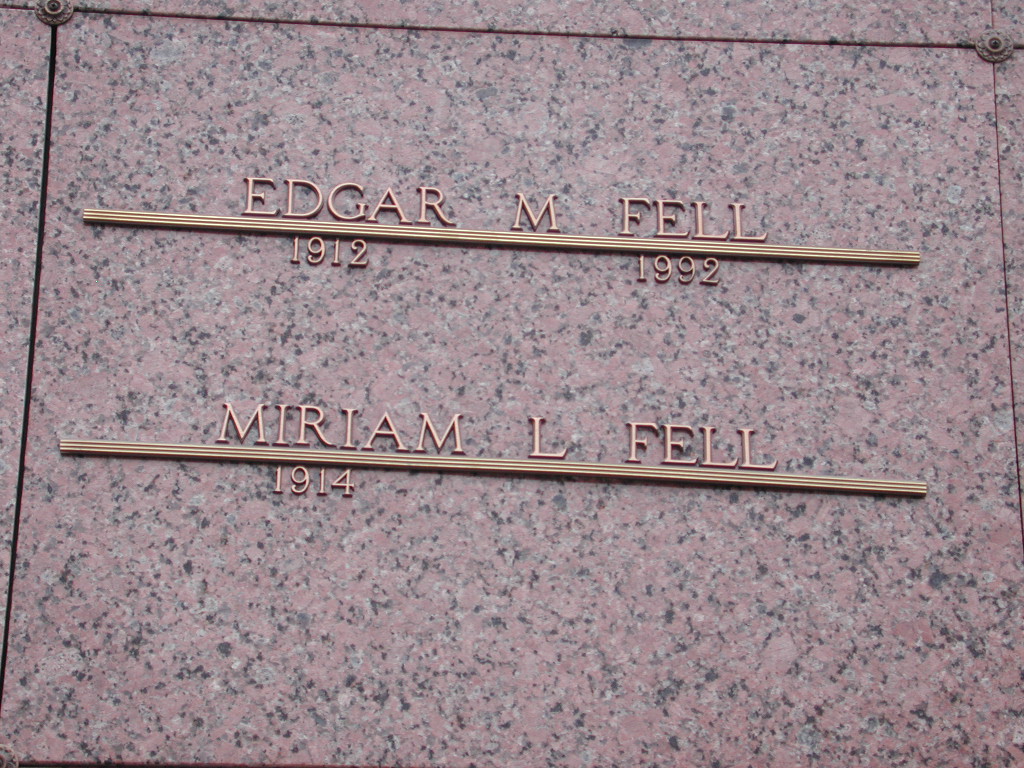 EDGAR M FELL
1912 1992
MIRIAM L FELL
1914